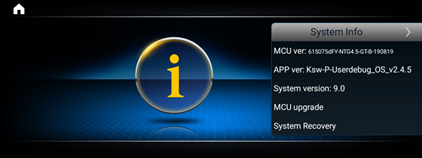 System Info
MCU ver: 615075dFY-NTG4.5-GT-B-190819
APP ver: Ksw-P-Userdebug_OS_v2.4.5
System version: 9.0
MCU upgrade
System Recovery